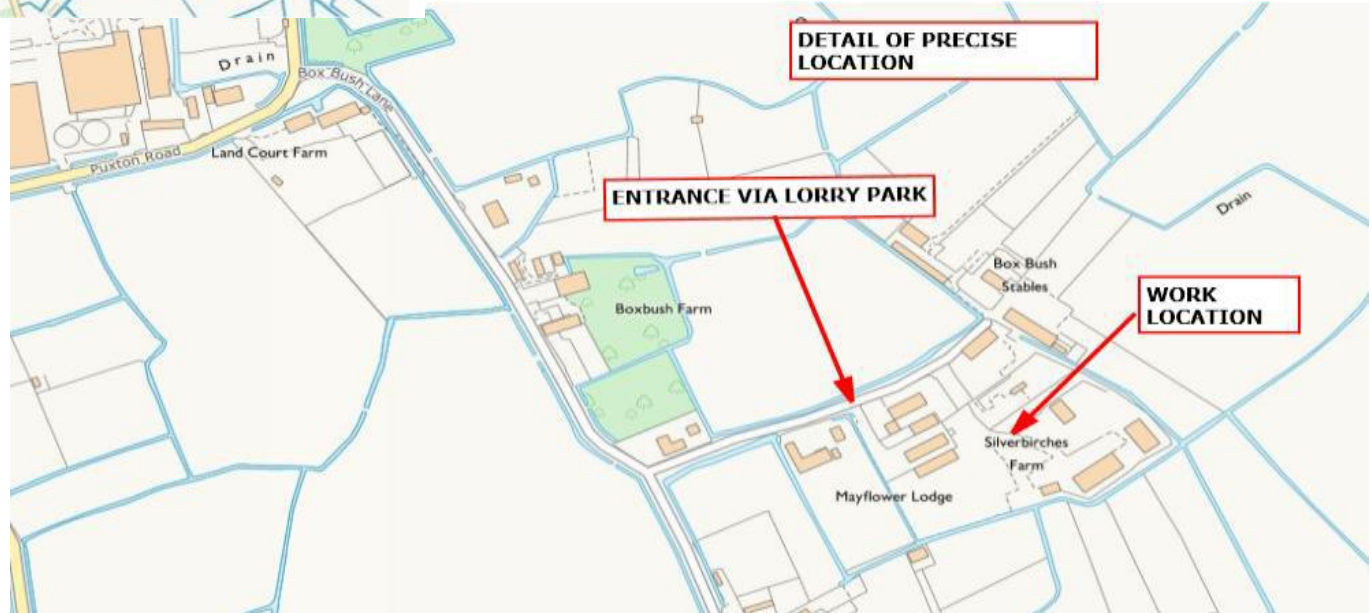 DETAIL OF PRECISE
LOCATION
Drain
Box Bush Lane
Puxton Road
Land Court Farm
ENTRANCE VIA LORRY PARK
Drain
Box Bush
Stables
WORK
LOCATION
Boxbush Farm
Silverbirches
Farm
Mayflower Lodge